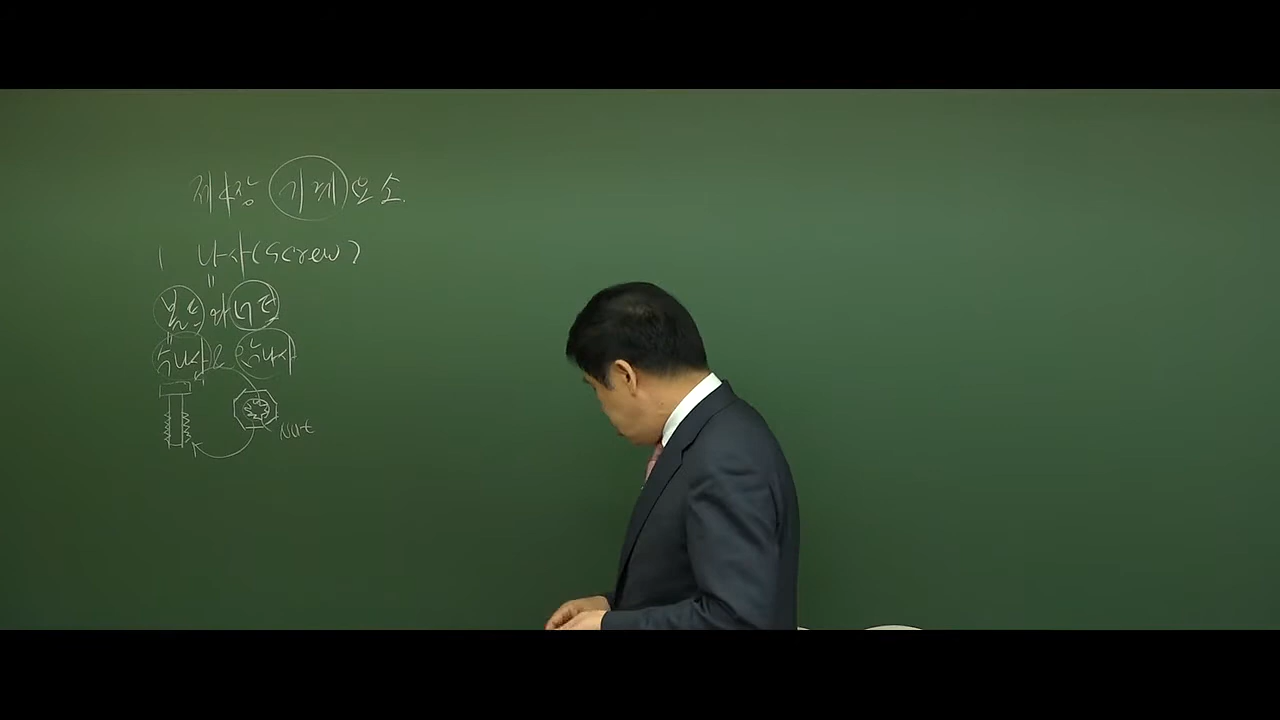 제4장 기계요소.
1 나사(screw)
"
볼트와 너트
"
숫나사 & 암나사
Nut